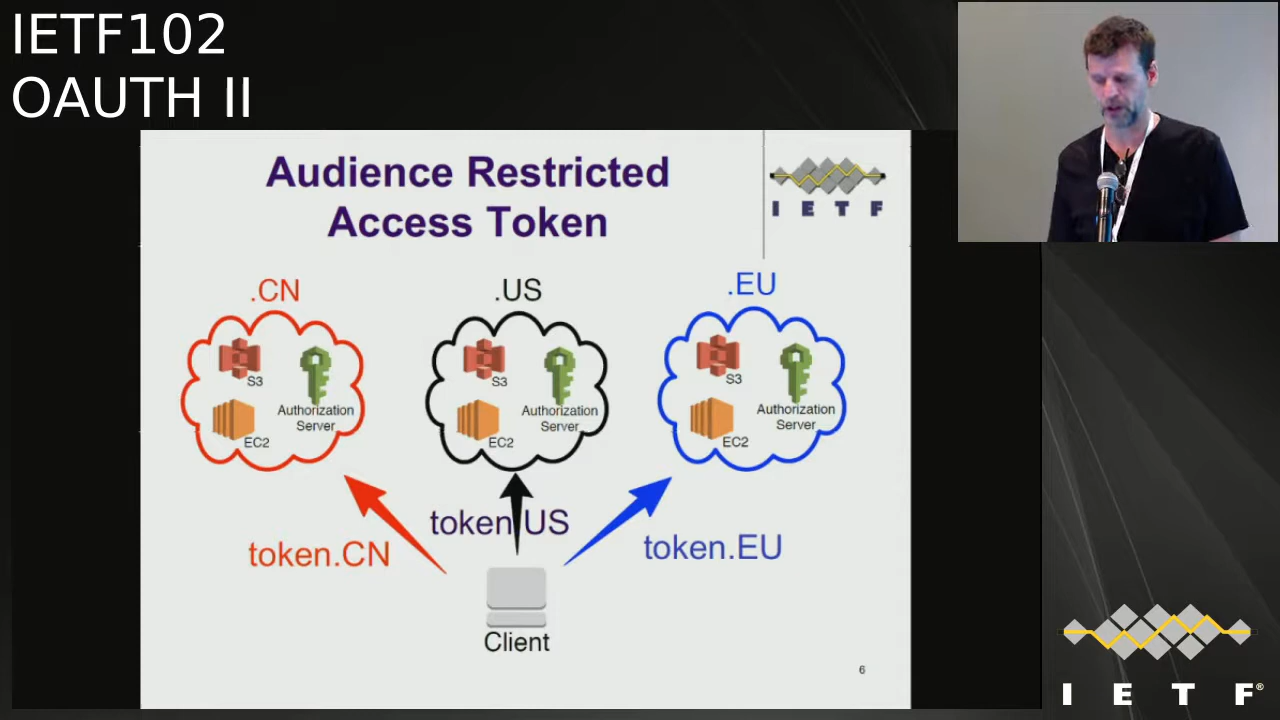 IETF102
OAUTH II
Audience Restricted
Access Token
I E T F
.CN
.US
.EU
S3
Authorization
Server
EC2
S3
Authorization
Server
EC2
S3
Authorization
Server
EC2
token.CN
token.US
token.EU
Client
6
I E T F®